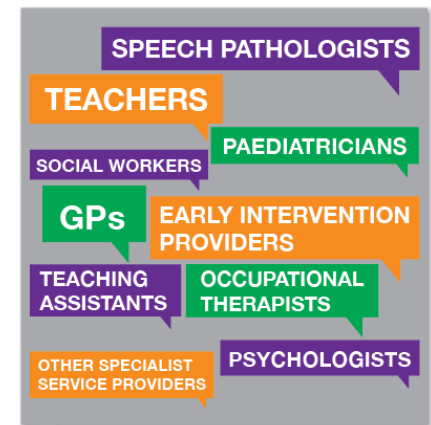 SPEECH PATHOLOGISTS
TEACHERS
PAEDIATRICIANS
SOCIAL WORKERS
GPs
EARLY INTERVENTION
PROVIDERS
TEACHING
ASSISTANTS
OCCUPATIONAL
THERAPISTS
PSYCHOLOGISTS
OTHER SPECIALIST
SERVICE PROVIDERS